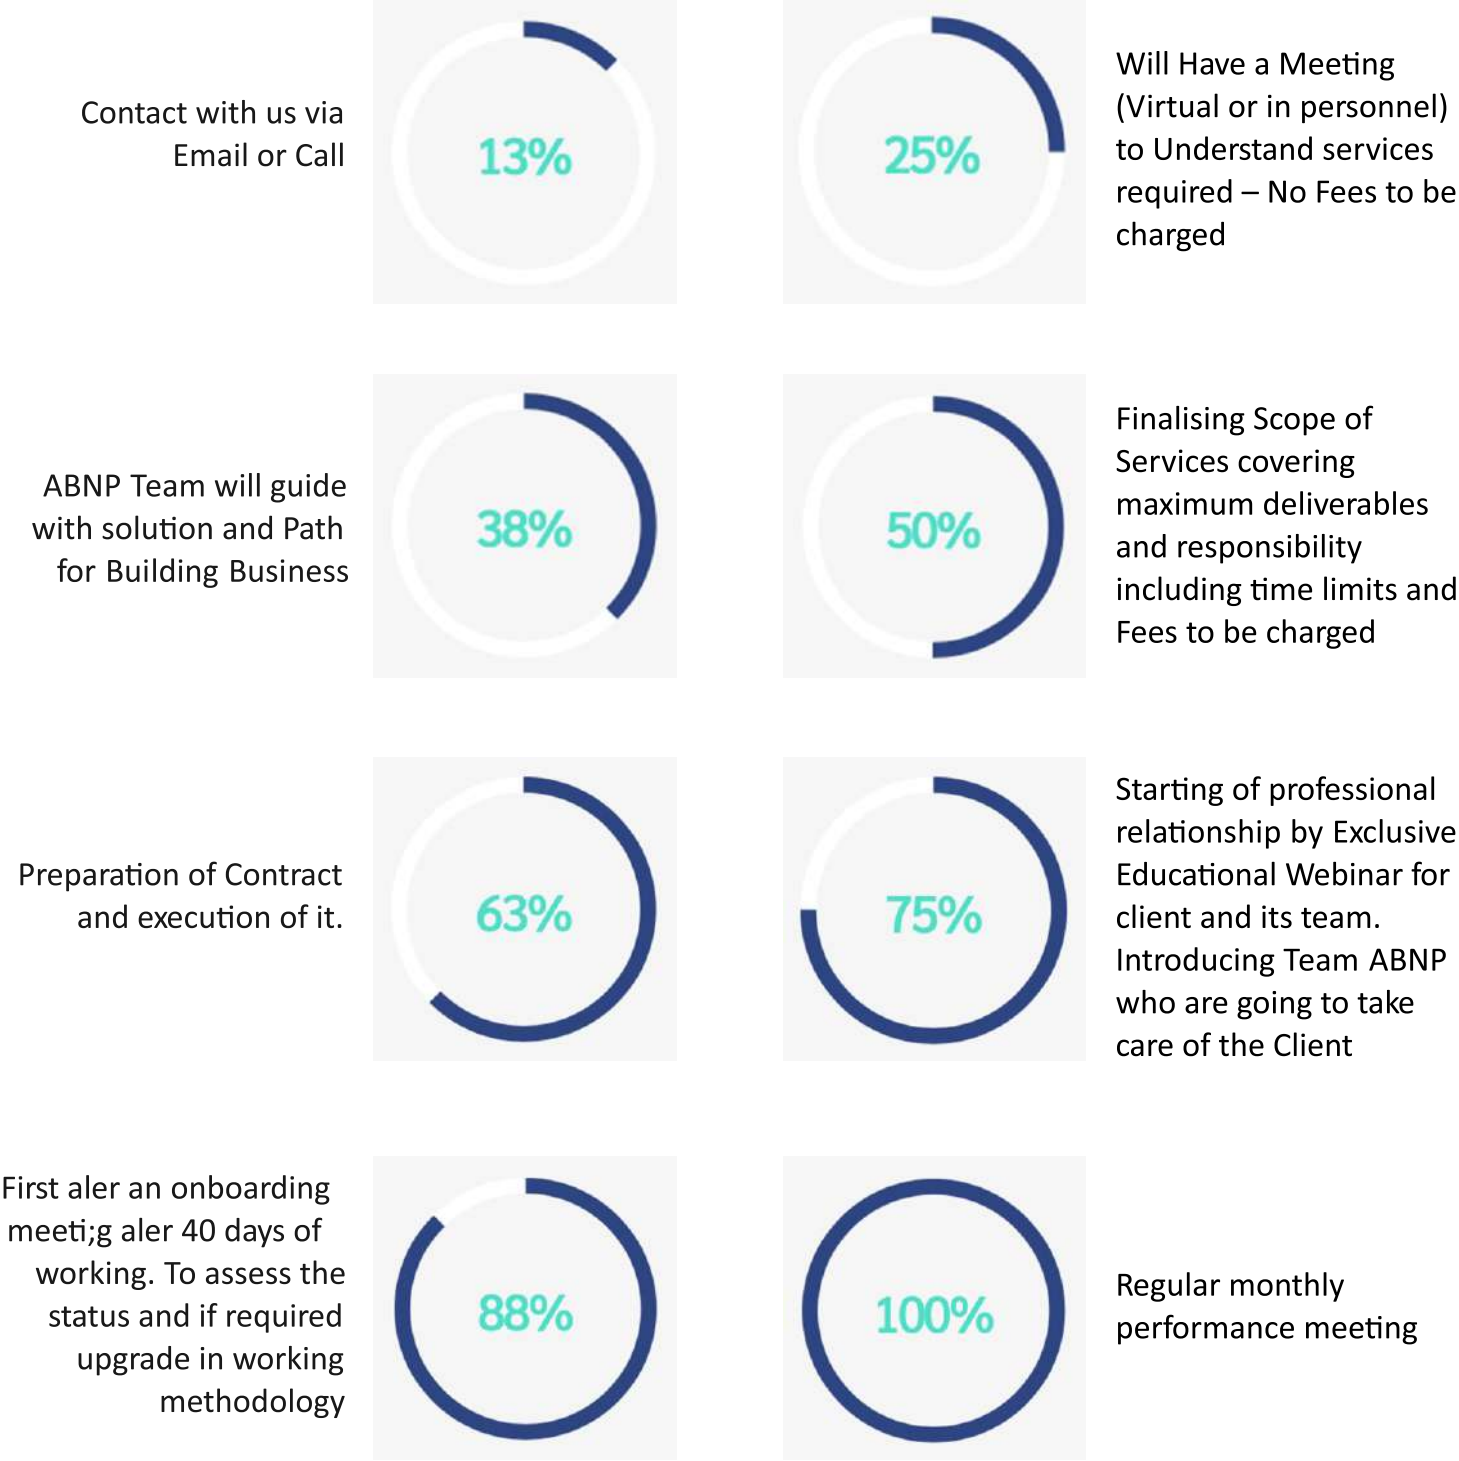 Contact with us via
Email or Call
13%
25%
Will Have a Meeting
(Virtual or in personnel)
to Understand services
required – No Fees to be
charged
ABNP Team will guide
with solution and Path
for Building Business
38%
50%
Finalising Scope of
Services covering
maximum deliverables
and responsibility
including time limits and
Fees to be charged
Preparation of Contract
and execution of it.
63%
75%
Starting of professional
relationship by Exclusive
Educational Webinar for
client and its team.
Introducing Team ABNP
who are going to take
care of the Client
First aler an onboarding
meeti;g aler 40 days of
working. To assess the
status and if required
upgrade in working
methodology
88%
100%
Regular monthly
performance meeting